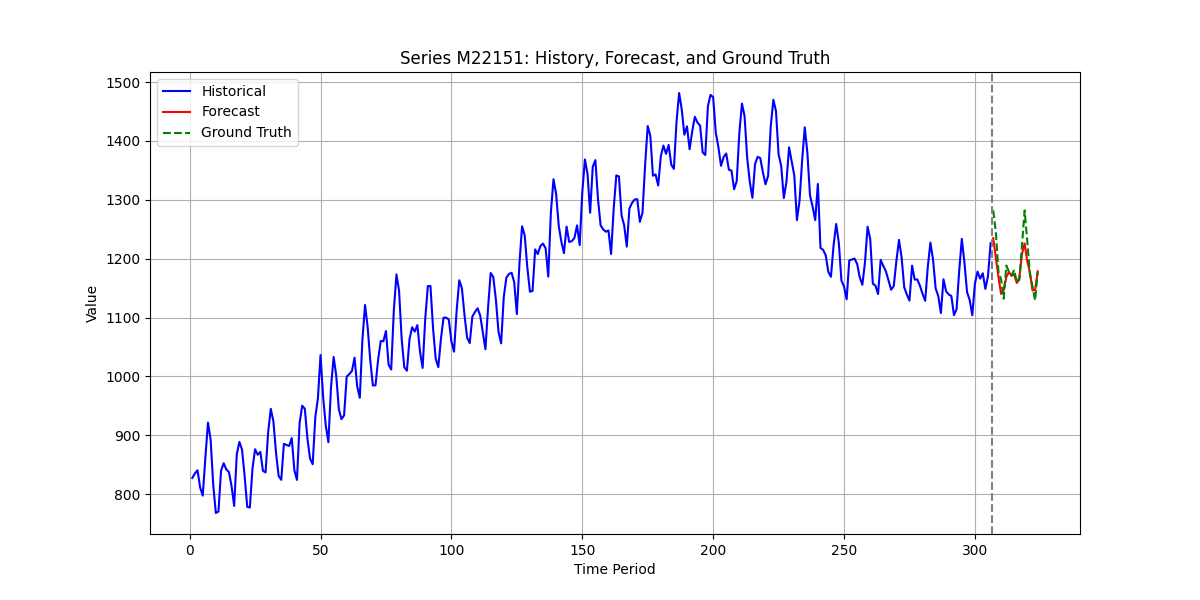 Series M22151: History, Forecast, and Ground Truth
Historical
Forecast
Ground Truth
1500
1400
1300
1200
1100
1000
900
800
Value
0 50 100 150 200 250 300
Time Period